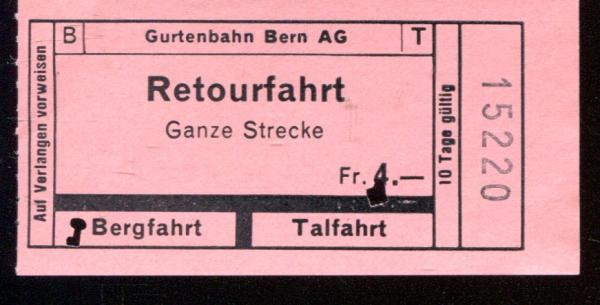 Auf Verlangen vorweisen
B
Gurtenbahn Bern AG
T
Retourfahrt
Ganze Strecke
Fr. 4.—
Bergfahrt
Talfahrt
10 Tage gültig
15220